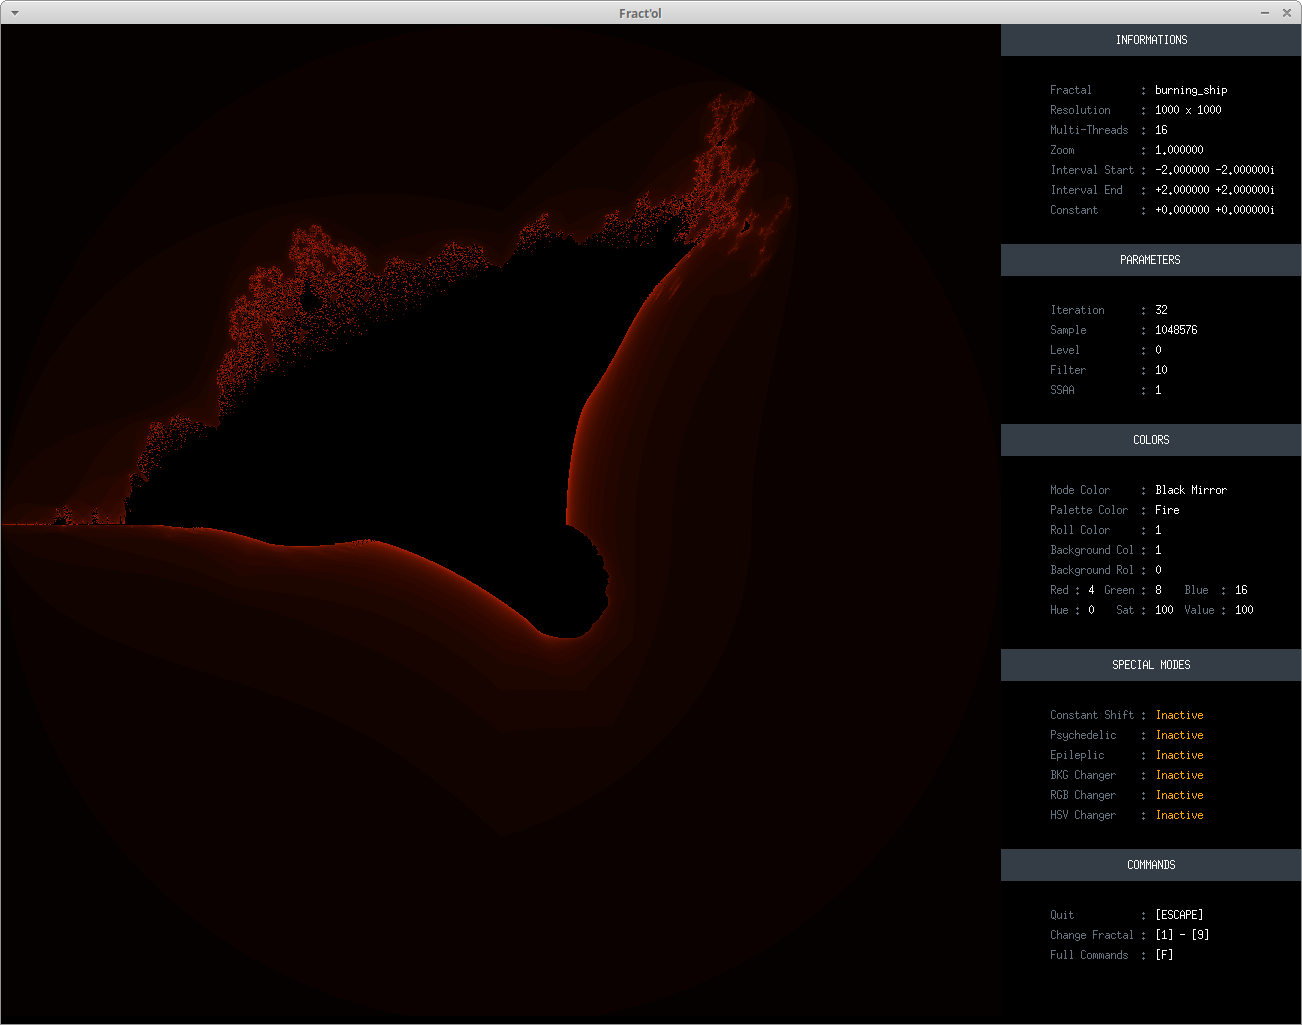 Fract'ol
INFORMATIONS
Fractal : burning_ship
Resolution : 1000 x 1000
Multi-Threads : 16
Zoom : 1.000000
Interval Start : -2.000000 -2.000000i
Interval End : +2.000000 +2.000000i
Constant : +0.000000 +0.000000i
PARAMETERS
Iteration : 32
Sample : 1048576
Level : 0
Filter : 10
SSAA : 1
COLORS
Mode Color : Black Mirror
Palette Color : Fire
Roll Color : 1
Background Col : 1
Background Rol : 0
Red : 4 Green : 8 Blue : 16
Hue : 0 Sat : 100 Value : 100
SPECIAL MODES
Constant Shift : Inactive
Psychedelic : Inactive
Epileplic : Inactive
BKG Changer : Inactive
RGB Changer : Inactive
HSV Changer : Inactive
COMMANDS
Quit : [ESCAPE]
Change Fractal : [1] - [9]
Full Commands : [F]